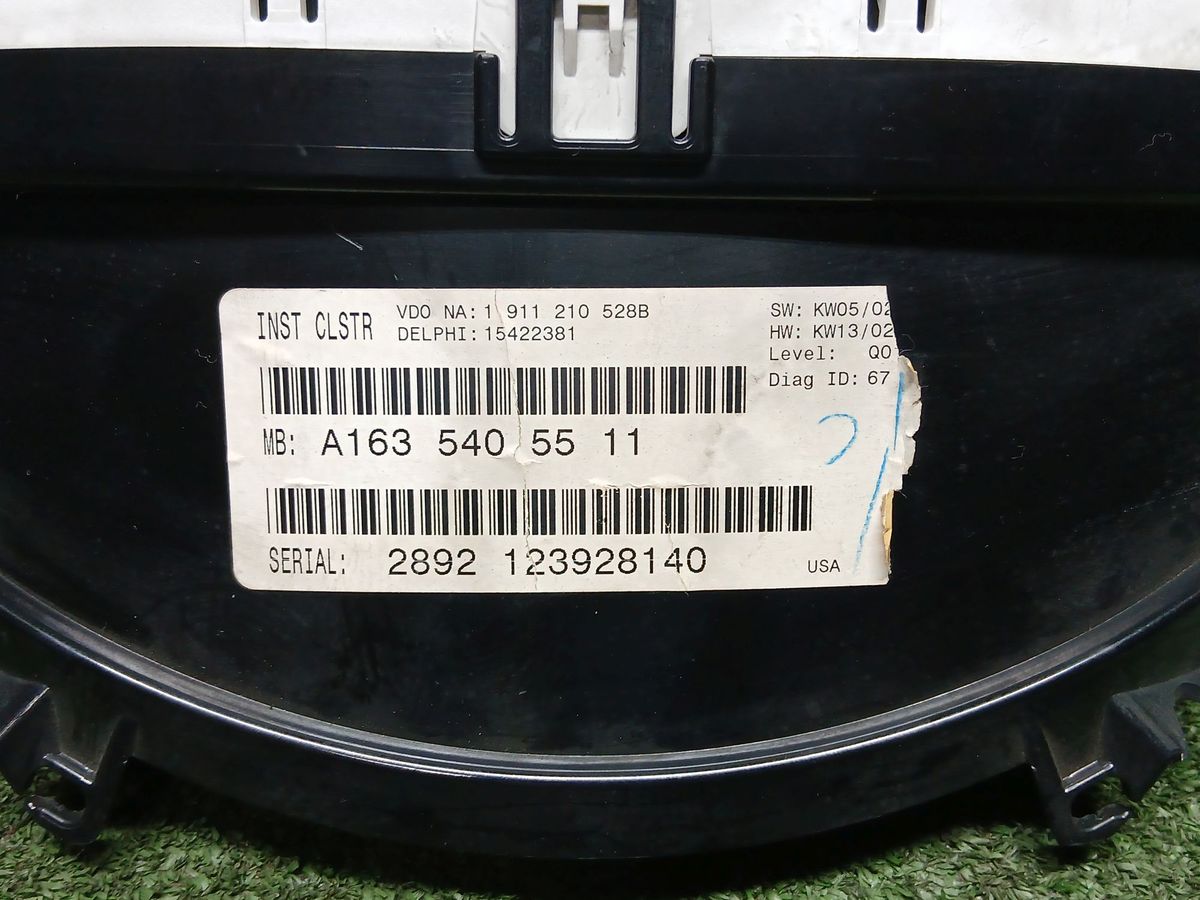 INST CLSTR
VDO NA: 1 911 210 528B
DELPHI: 15422381
SW: KW05/02
HW: KW13/02
Level: Q0
Diag ID: 67
MB: A163 540 55 11
SERIAL: 2892 123928140
USA